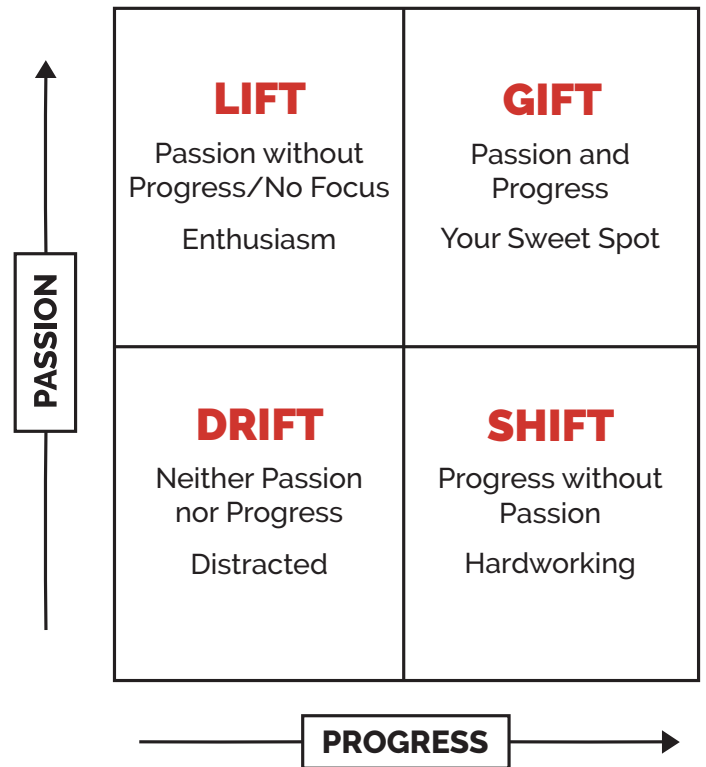 LIFT
Passion without
Progress/No Focus
Enthusiasm
GIFT
Passion and
Progress
Your Sweet Spot
PASSION
DRIFT
Neither Passion
nor Progress
Distracted
SHIFT
Progress without
Passion
Hardworking
PROGRESS